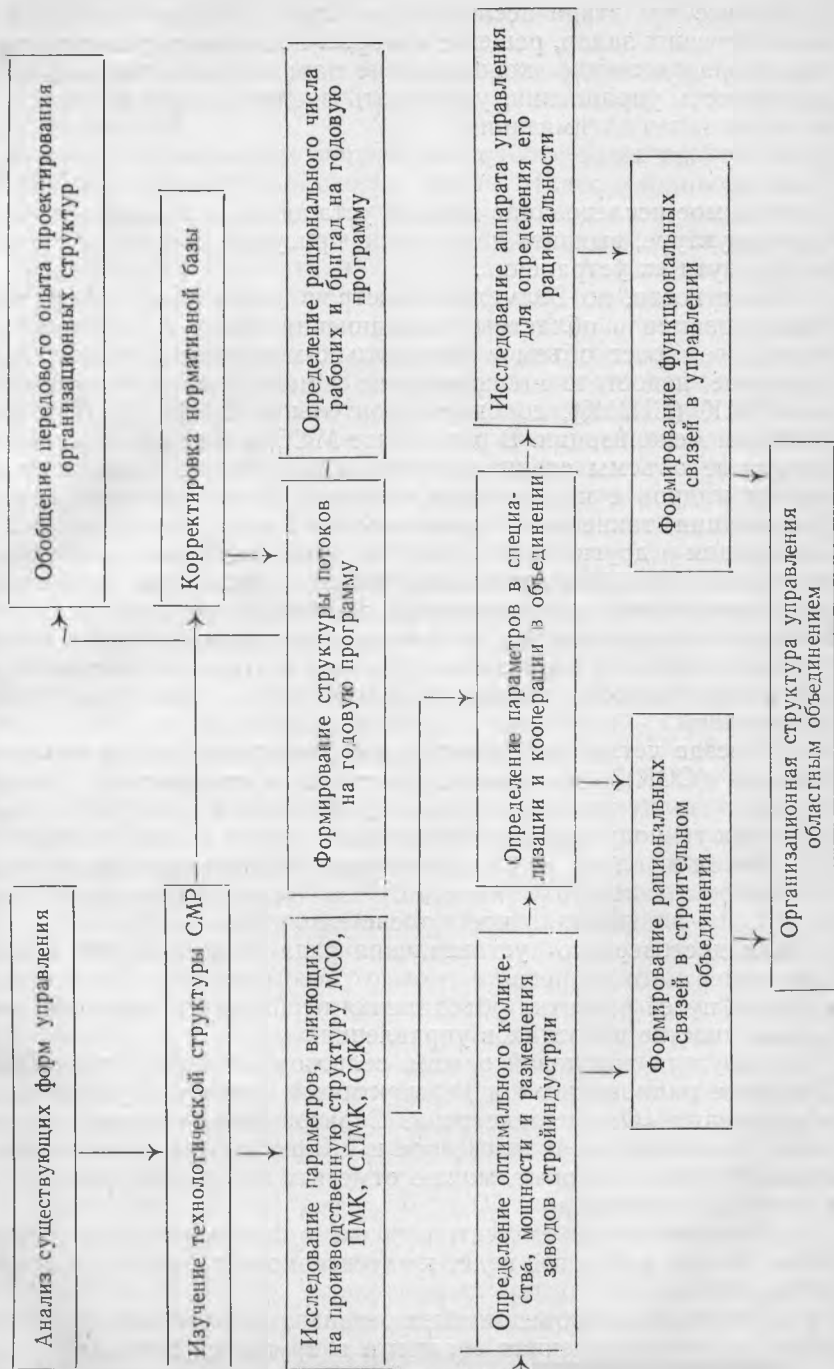 Анализ существующих форм управления
Обобщение передового опыта проектирования
организационных структур
Изучение технологической структуры СМР
Корректировка нормативной базы
Исследование параметров, влияющих
на производственную структуру МСО,
ПМК, СПМК, ССК
Формирование структуры потоков
на годовую программу
Определение рационального числа
рабочих и бригад на годовую
программу
Определение оптимального количе-
ства, мощности и размещения
заводов стройиндустрии
Определение параметров в специа-
лизации и кооперации в объединении
Исследование аппарата управления
для определения его
рациональности
Формирование рациональных
связей в строительном
объединении
Формирование функциональных
связей в управлении
Организационная структура управления
областным объединением